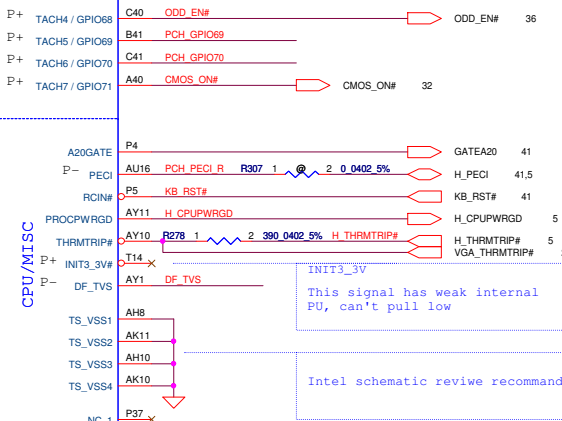 P+ TACH4 / GPIO68 C40 ODD_EN# ODD_EN# 36
P+ TACH5 / GPIO69 B41 PCH_GPIO69
P+ TACH6 / GPIO70 C41 PCH_GPIO70
P+ TACH7 / GPIO71 A40 CMOS_ON# CMOS_ON# 32
A20GATE P4 GATEA20 41
P- PECI AU16 PCH_PECI_R R307 1 @ 2 0_0402_5% H_PECI 41,5
RCIN# P5 KB_RST# KB_RST# 41
PROCPWRGD AY11 H_CPUPWRGD H_CPUPWRGD 5
THRMTRIP# AY10 R278 1 2 390_0402_5% H_THRMTRIP# H_THRMTRIP# 5
VGA_THRMTRIP#
P+ INIT3_3V# T14
P- DF_TVS AY1 DF_TVS
CPU/MISC
INIT3_3V
This signal has weak internal
PU, can't pull low
TS_VSS1 AH8
TS_VSS2 AK11
TS_VSS3 AH10
TS_VSS4 AK10
Intel schematic reviwe recommand
NC_1 P37